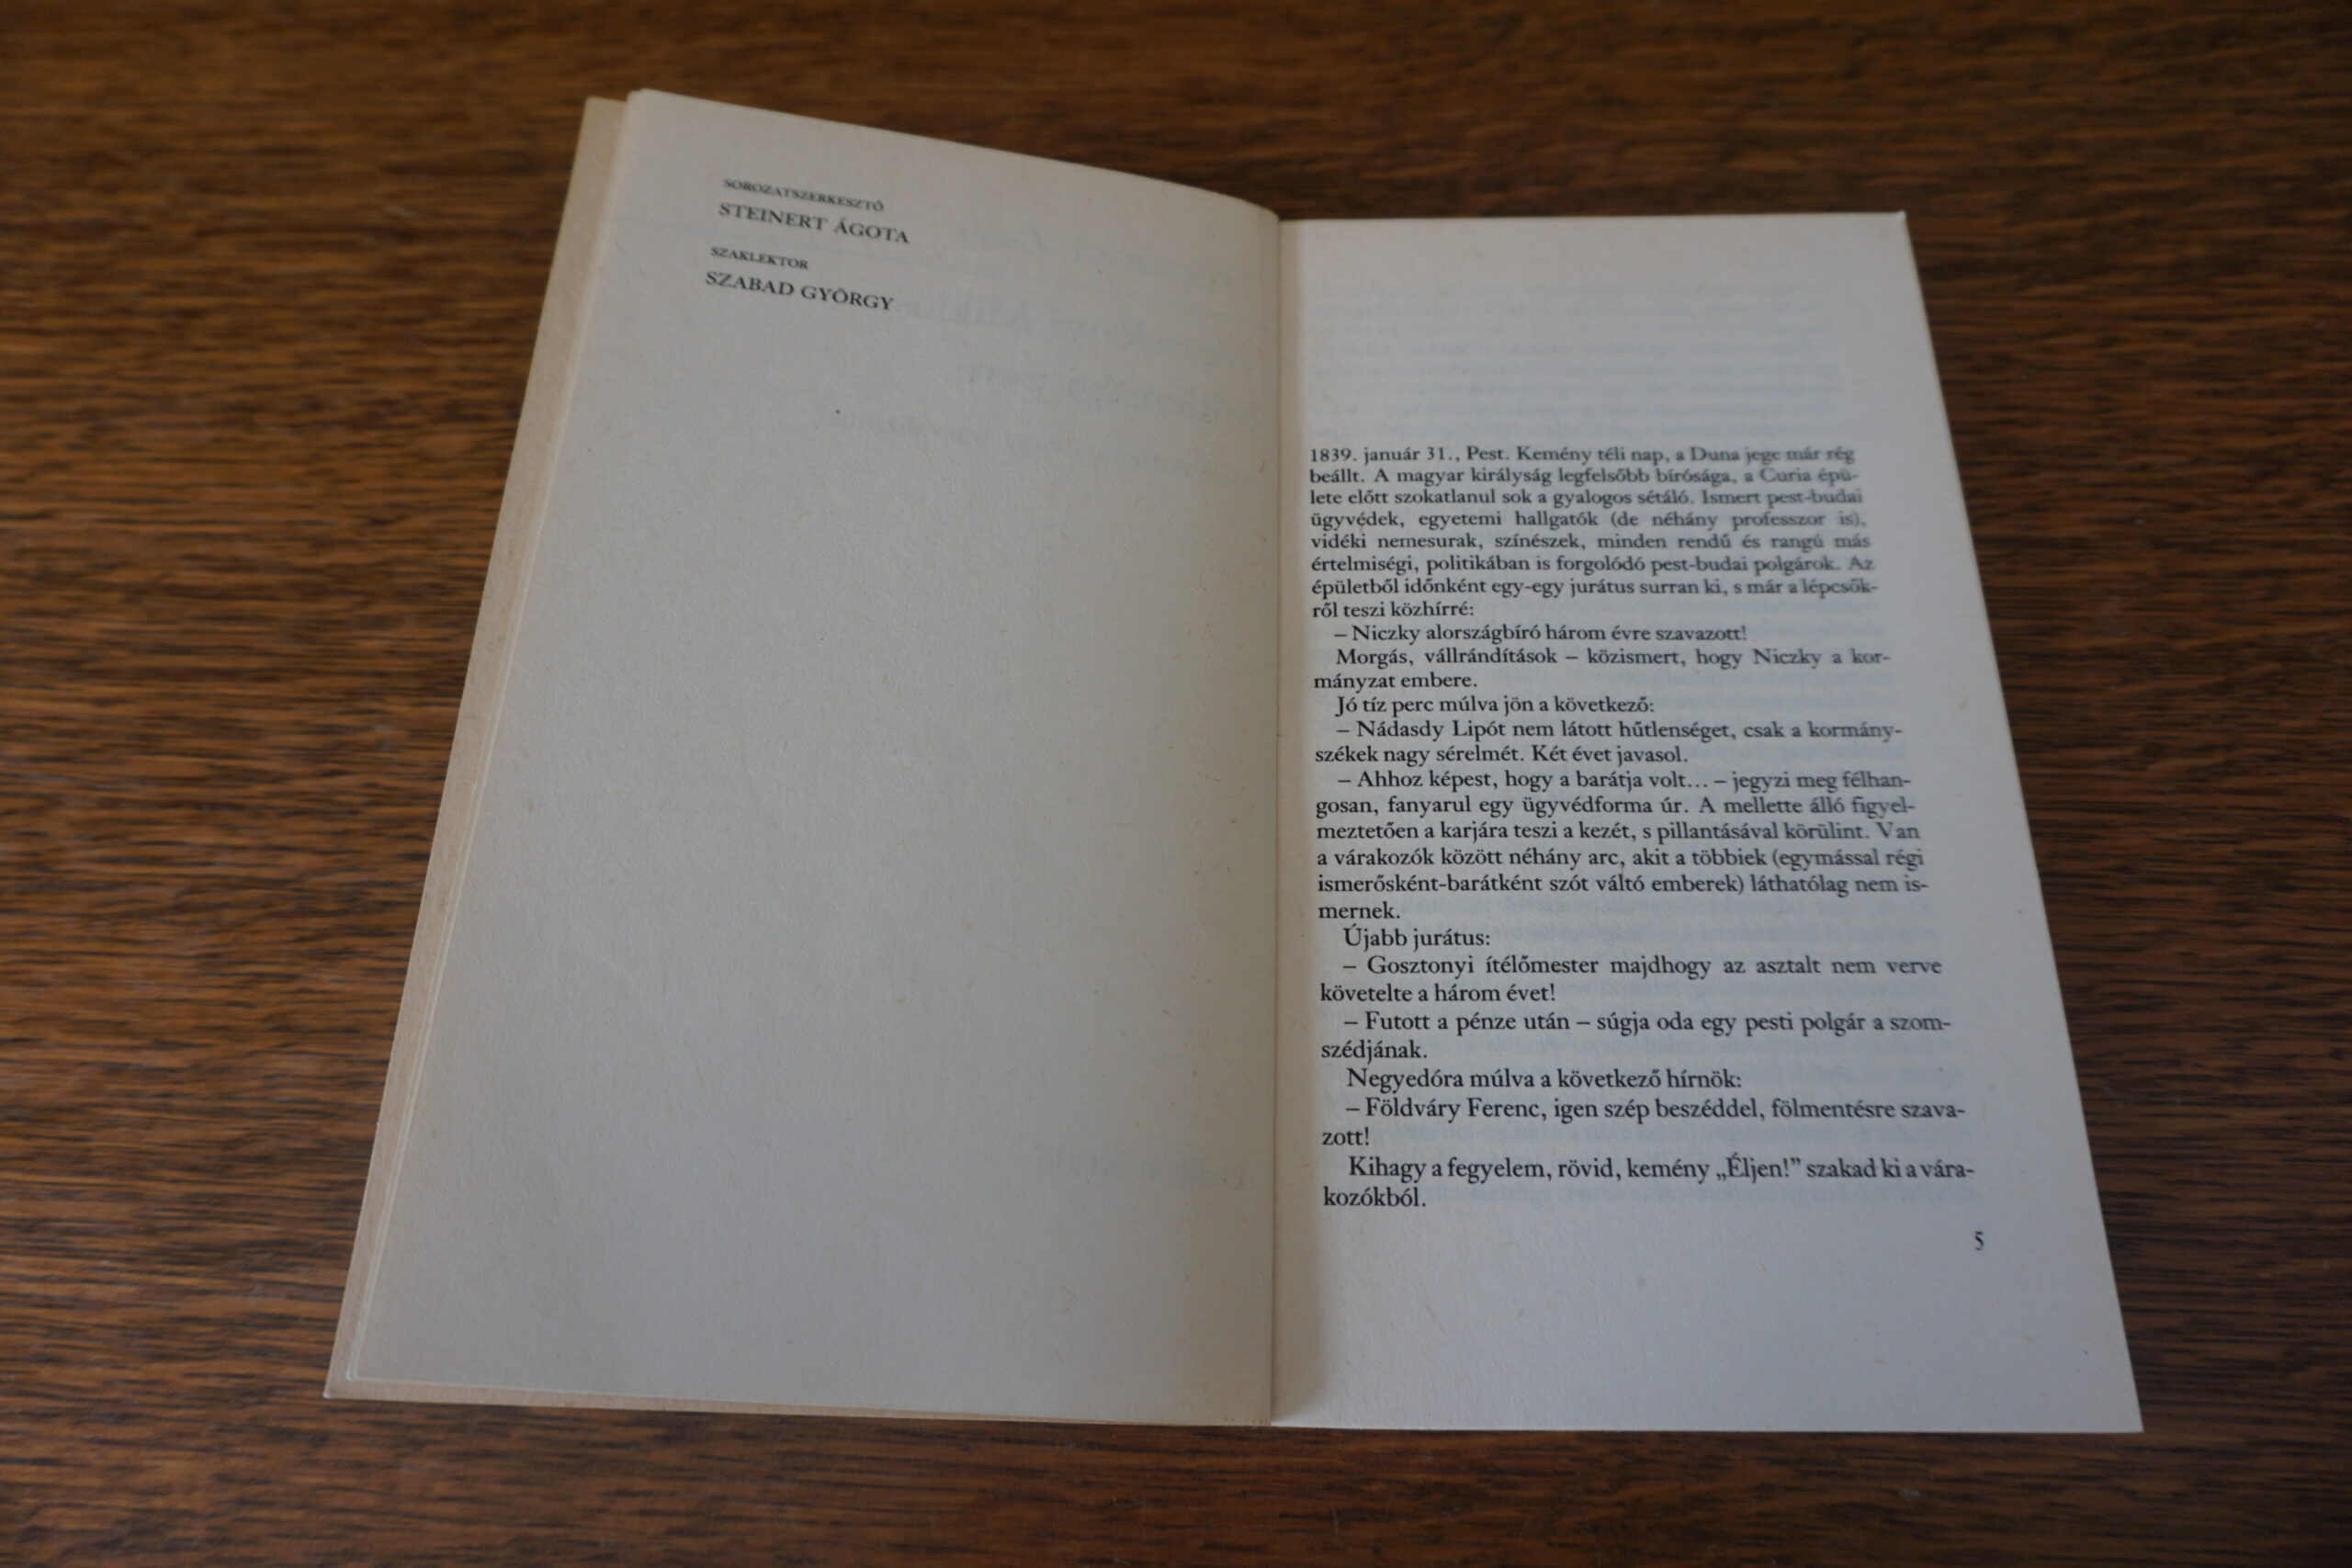 SOROZATSZERKESZTŐ
STEINERT ÁGOTA
SZAKLEKTOR
SZABAD GYÖRGY
1839. január 31., Pest. Kemény téli nap, a Duna jege már rég
beállt. A magyar királyság legfelsőbb bírósága, a Curia épü-
lete előtt szokatlanul sok a gyalogos sétáló. Ismert pest-budai
ügyvédek, egyetemi hallgatók (de néhány professzor is),
vidéki nemesurak, színészek, minden rendű és rangú más
értelmiségi, politikában is forgolódó pest-budai polgárok. Az
épületből időnként egy-egy jurátus surran ki, s már a lépcsők-
ről teszi közhírré:
– Niczky alországbíró három évre szavazott!
Morgás, vállrándítások – közismert, hogy Niczky a kor-
mányzat embere.
Jó tíz perc múlva jön a következő:
– Nádasdy Lipót nem látott hűtlenséget, csak a kormány-
székek nagy sérelmét. Két évet javasol.
– Ahhoz képest, hogy a barátja volt... – jegyzi meg félhan-
gosan, fanyarul egy ügyvédforma úr. A mellette álló figyel-
meztetően a karjára teszi a kezét, s pillantásával körülint. Van
a várakozók között néhány arc, akit a többiek (egymással régi
ismerősként-barátként szót váltó emberek) láthatólag nem is-
mernek.
Újabb jurátus:
– Gosztonyi ítélőmester majdhogy az asztalt nem verve
követelte a három évet!
– Futott a pénze után – súgja oda egy pesti polgár a szom-
szédjának.
Negyedóra múlva a következő hírnök:
– Földváry Ferenc, igen szép beszéddel, fölmentésre szava-
zott!
Kihagy a fegyelem, rövid, kemény „Éljen!” szakad ki a vára-
kozókból.
5